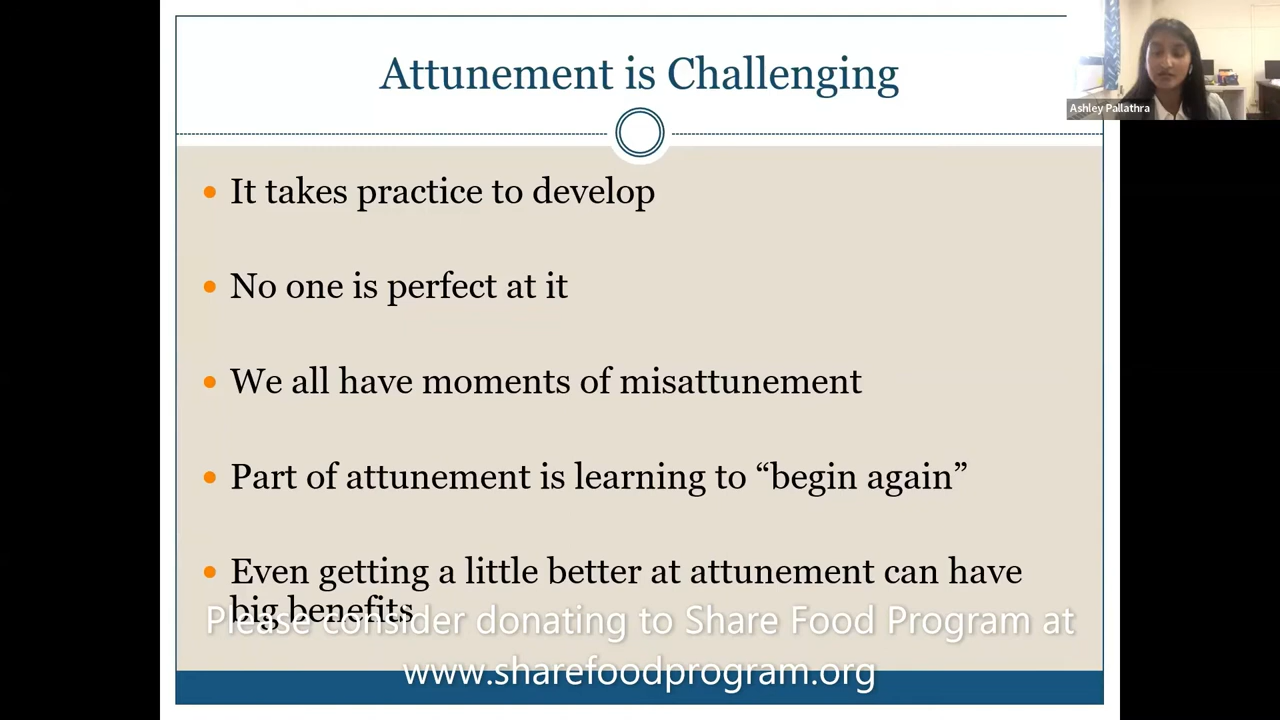 Attunement is Challenging
Ashley Pallathra
It takes practice to develop
No one is perfect at it
We all have moments of misattunement
Part of attunement is learning to “begin again”
Even getting a little better at attunement can have
big benefits
Please consider donating to Share Food Program at
www.sharefoodprogram.org